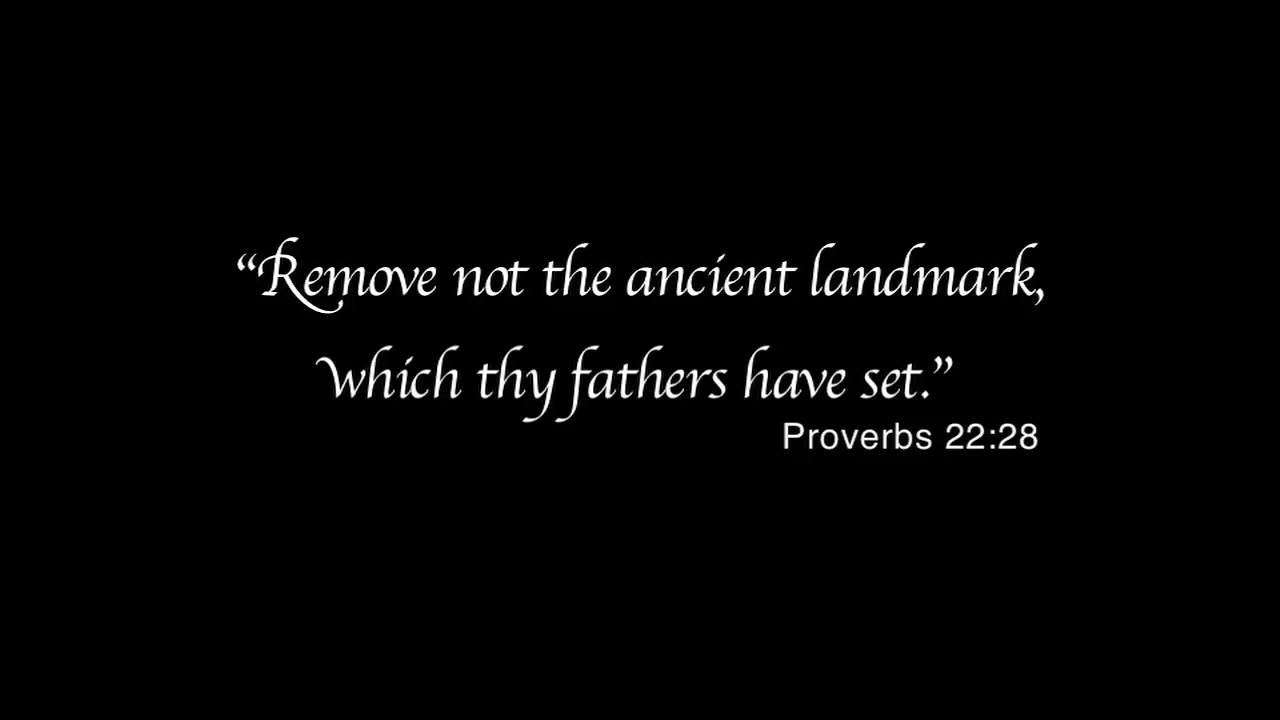 “Remove not the ancient landmark,
which thy fathers have set.”
Proverbs 22:28